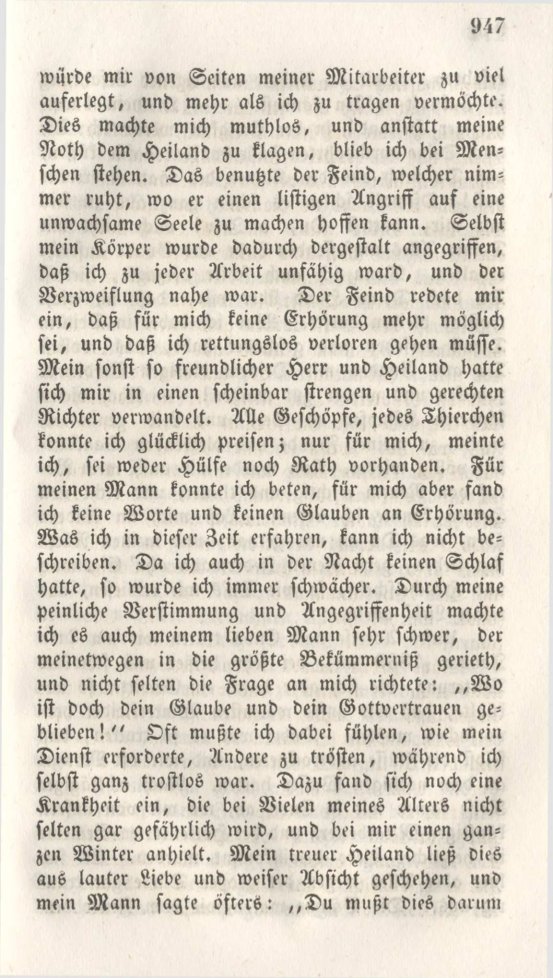 947
würde mir von Seiten meiner Mitarbeiter zu viel
auferlegt, und mehr als ich zu tragen vermöchte.
Dies machte mich muthlos, und anstatt meine
Noth dem Heiland zu klagen, blieb ich bei Men-
schen stehen. Das benutzte der Feind, welcher nim-
mer ruht, wo er einen listigen Angriff auf eine
unwachsame Seele zu machen hoffen kann. Selbst
mein Körper wurde dadurch dergestalt angegriffen,
daß ich zu jeder Arbeit unfähig ward, und der
Verzweiflung nahe war. Der Feind redete mir
ein, daß für mich keine Erhörung mehr möglich
sei, und daß ich rettungslos verloren gehen müsse.
Mein sonst so freundlicher Herr und Heiland hatte
sich mir in einen scheinbar strengen und gerechten
Richter verwandelt. Alle Geschöpfe, jedes Thierchen
konnte ich glücklich preisen; nur für mich, meinte
ich, sei weder Hülfe noch Rath vorhanden. Für
meinen Mann konnte ich beten, für mich aber fand
ich keine Worte und keinen Glauben an Erhörung.
Was ich in dieser Zeit erfahren, kann ich nicht be-
schreiben. Da ich auch in der Nacht keinen Schlaf
hatte, so wurde ich immer schwächer. Durch meine
peinliche Verstimmung und Angegriffenheit machte
ich es auch meinem lieben Mann sehr schwer, der
meinetwegen in die größte Bekümmerniß gerieth,
und nicht selten die Frage an mich richtete: „Wo
ist doch dein Glaube und dein Gottvertrauen ge-
blieben!“ Oft mußte ich dabei fühlen, wie mein
Dienst erforderte, Andere zu trösten, während ich
selbst ganz trostlos war. Dazu fand sich noch eine
Krankheit ein, die bei Vielen meines Alters nicht
selten gar gefährlich wird, und bei mir einen gan-
zen Winter anhielt. Mein treuer Heiland ließ dies
aus lauter Liebe und weiser Absicht geschehen, und
mein Mann sagte öfters: „Du mußt dies darum